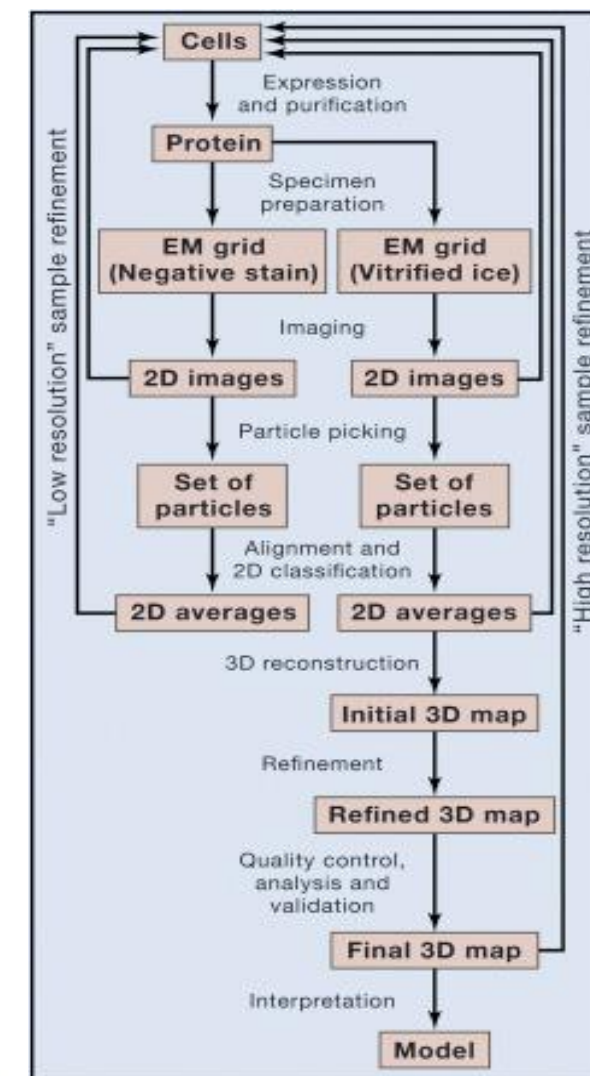 Cells
Expression
and purification
Protein
Specimen
preparation
EM grid
(Negative stain)
EM grid
(Vitrified ice)
Imaging
2D images
2D images
Particle picking
Set of
particles
Set of
particles
Alignment and
2D classification
2D averages
2D averages
3D reconstruction
Initial 3D map
Refinement
Refined 3D map
Quality control,
analysis and
validation
Final 3D map
Interpretation
Model
"Low resolution" sample refinement
"High resolution" sample refinement